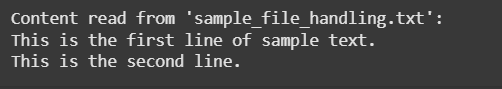 Content read from 'sample_file_handling.txt':
This is the first line of sample text.
This is the second line.